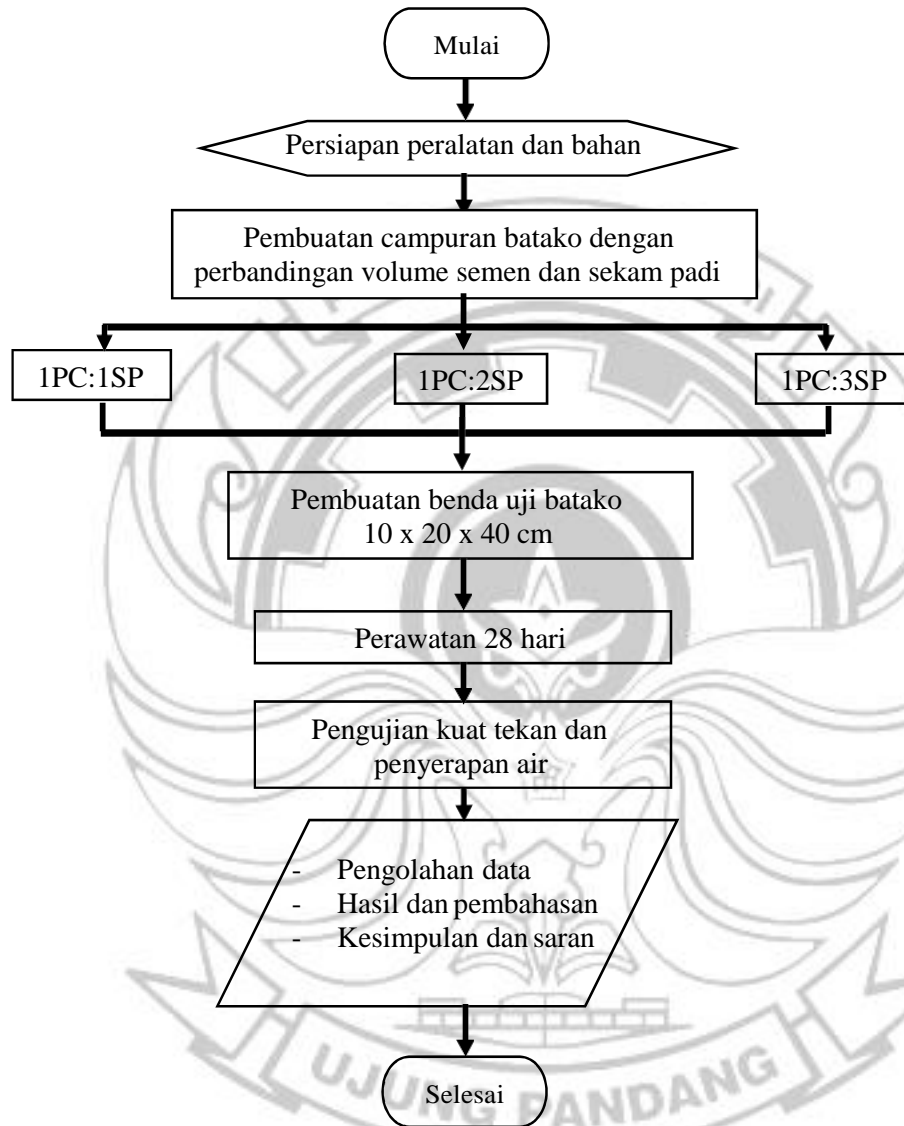 Mulai
Persiapan peralatan dan bahan
Pembuatan campuran batako dengan
perbandingan volume semen dan sekam padi
1PC:1SP
1PC:2SP
1PC:3SP
Pembuatan benda uji batako
10 x 20 x 40 cm
Perawatan 28 hari
Pengujian kuat tekan dan
penyerapan air
- Pengolahan data
- Hasil dan pembahasan
- Kesimpulan dan saran
Selesai
UJUNG PANDANG